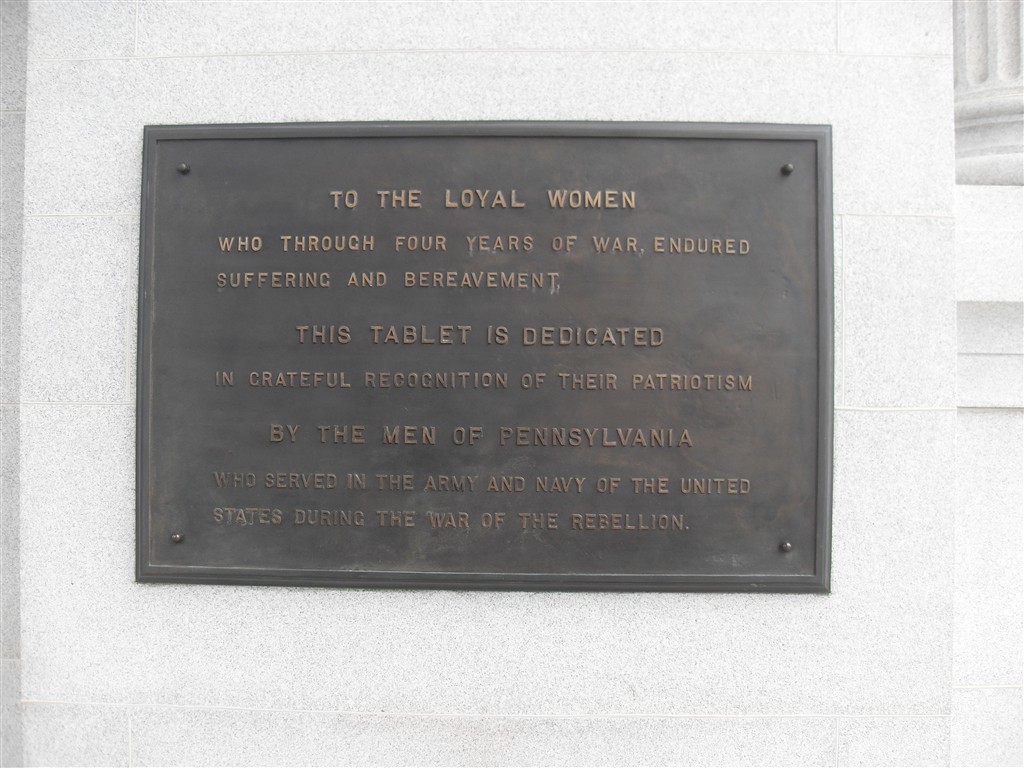 TO THE LOYAL WOMEN
WHO THROUGH FOUR YEARS OF WAR, ENDURED
SUFFERING AND BEREAVEMENT,
THIS TABLET IS DEDICATED
IN GRATEFUL RECOGNITION OF THEIR PATRIOTISM
BY THE MEN OF PENNSYLVANIA
WHO SERVED IN THE ARMY AND NAVY OF THE UNITED
STATES DURING THE WAR OF THE REBELLION.